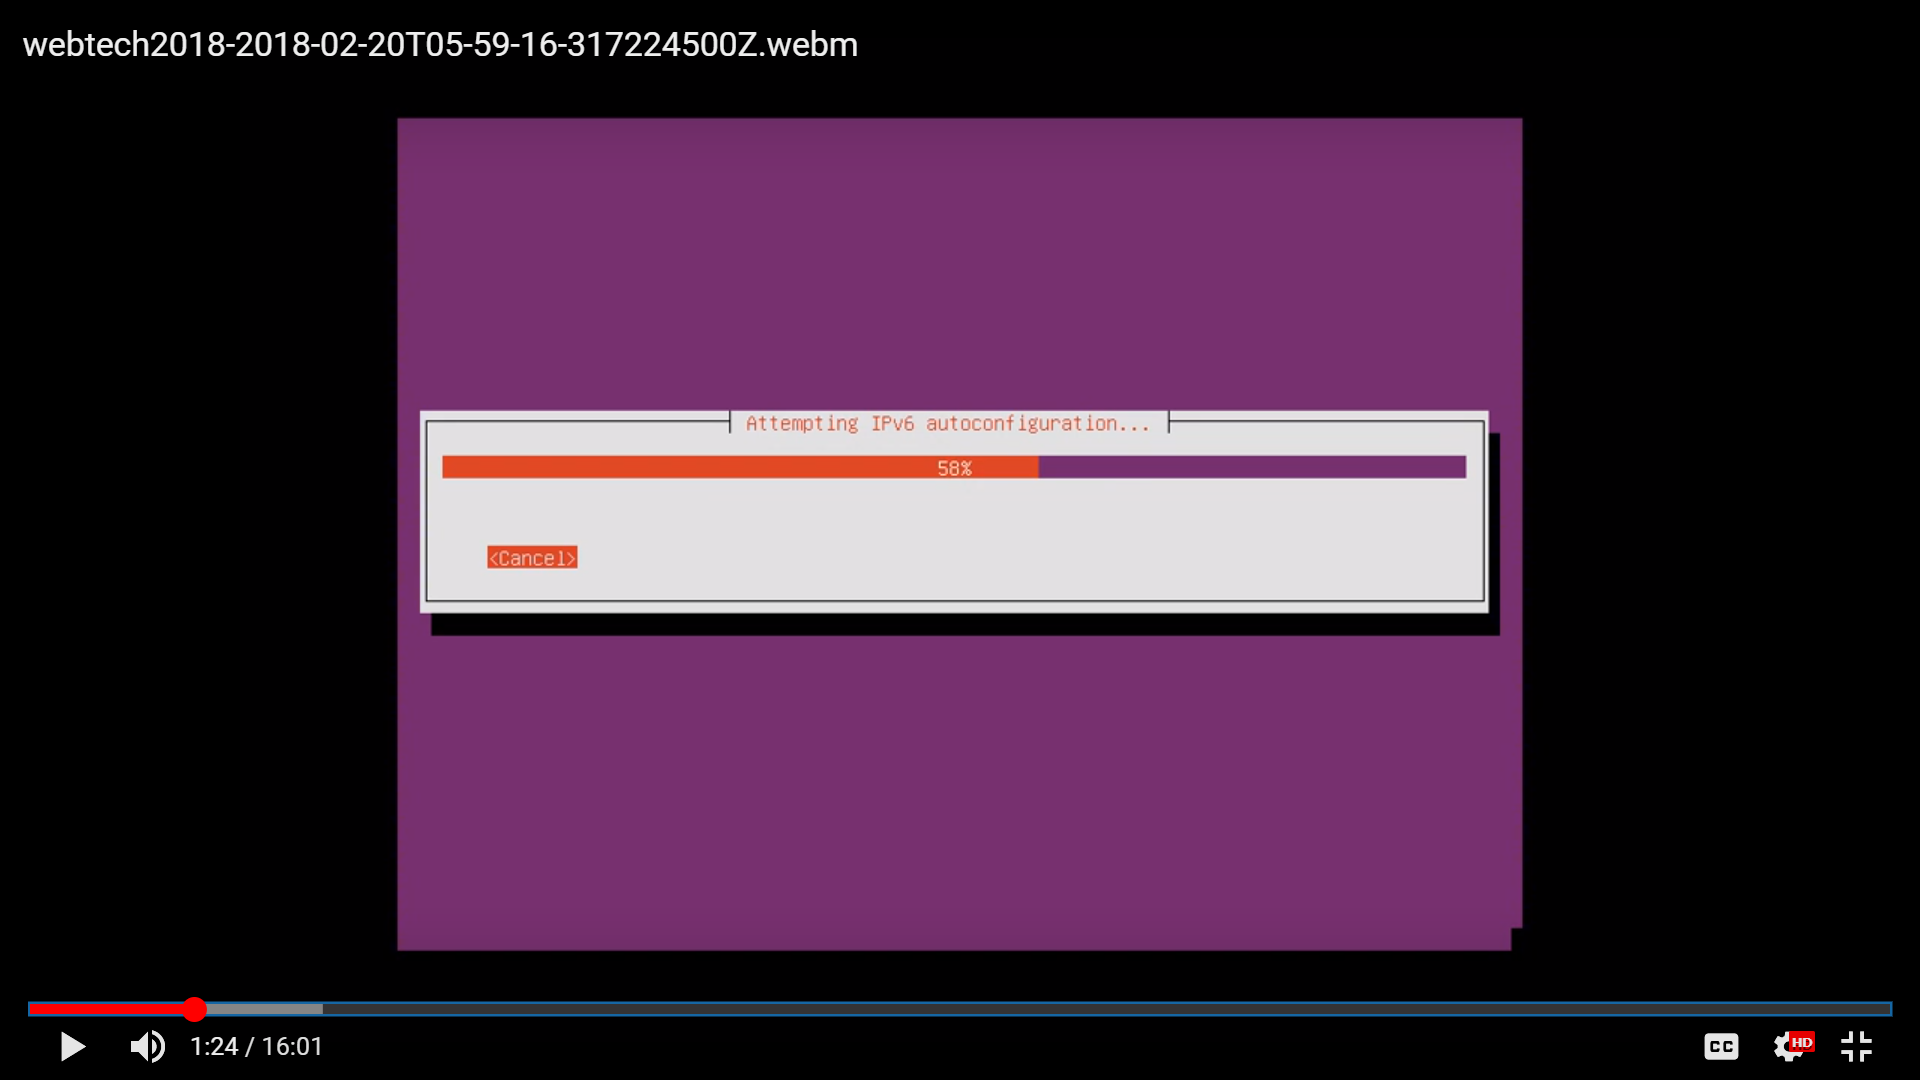 webtech2018-2018-02-20T05-59-16-317224500Z.webm
Attempting IPv6 autoconfiguration...
58%
<Cancel>
1:24 / 16:01
CC
HD